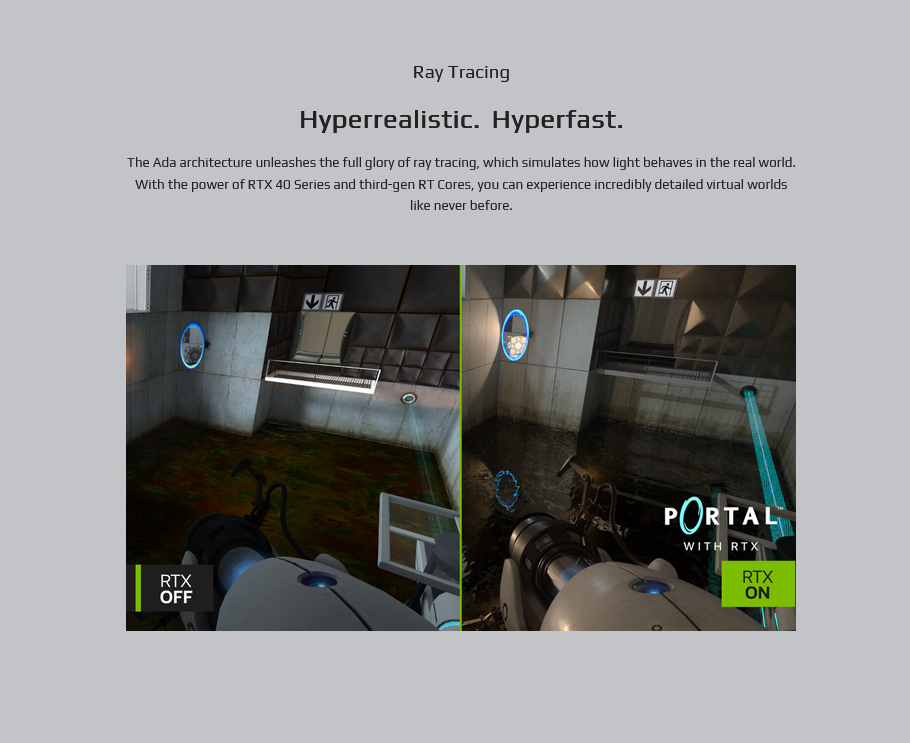 Ray Tracing
Hyperrealistic. Hyperfast.
The Ada architecture unleashes the full glory of ray tracing, which simulates how light behaves in the real world.
With the power of RTX 40 Series and third-gen RT Cores, you can experience incredibly detailed virtual worlds
like never before.
PORTAL™
WITH RTX
RTX
OFF
RTX
ON